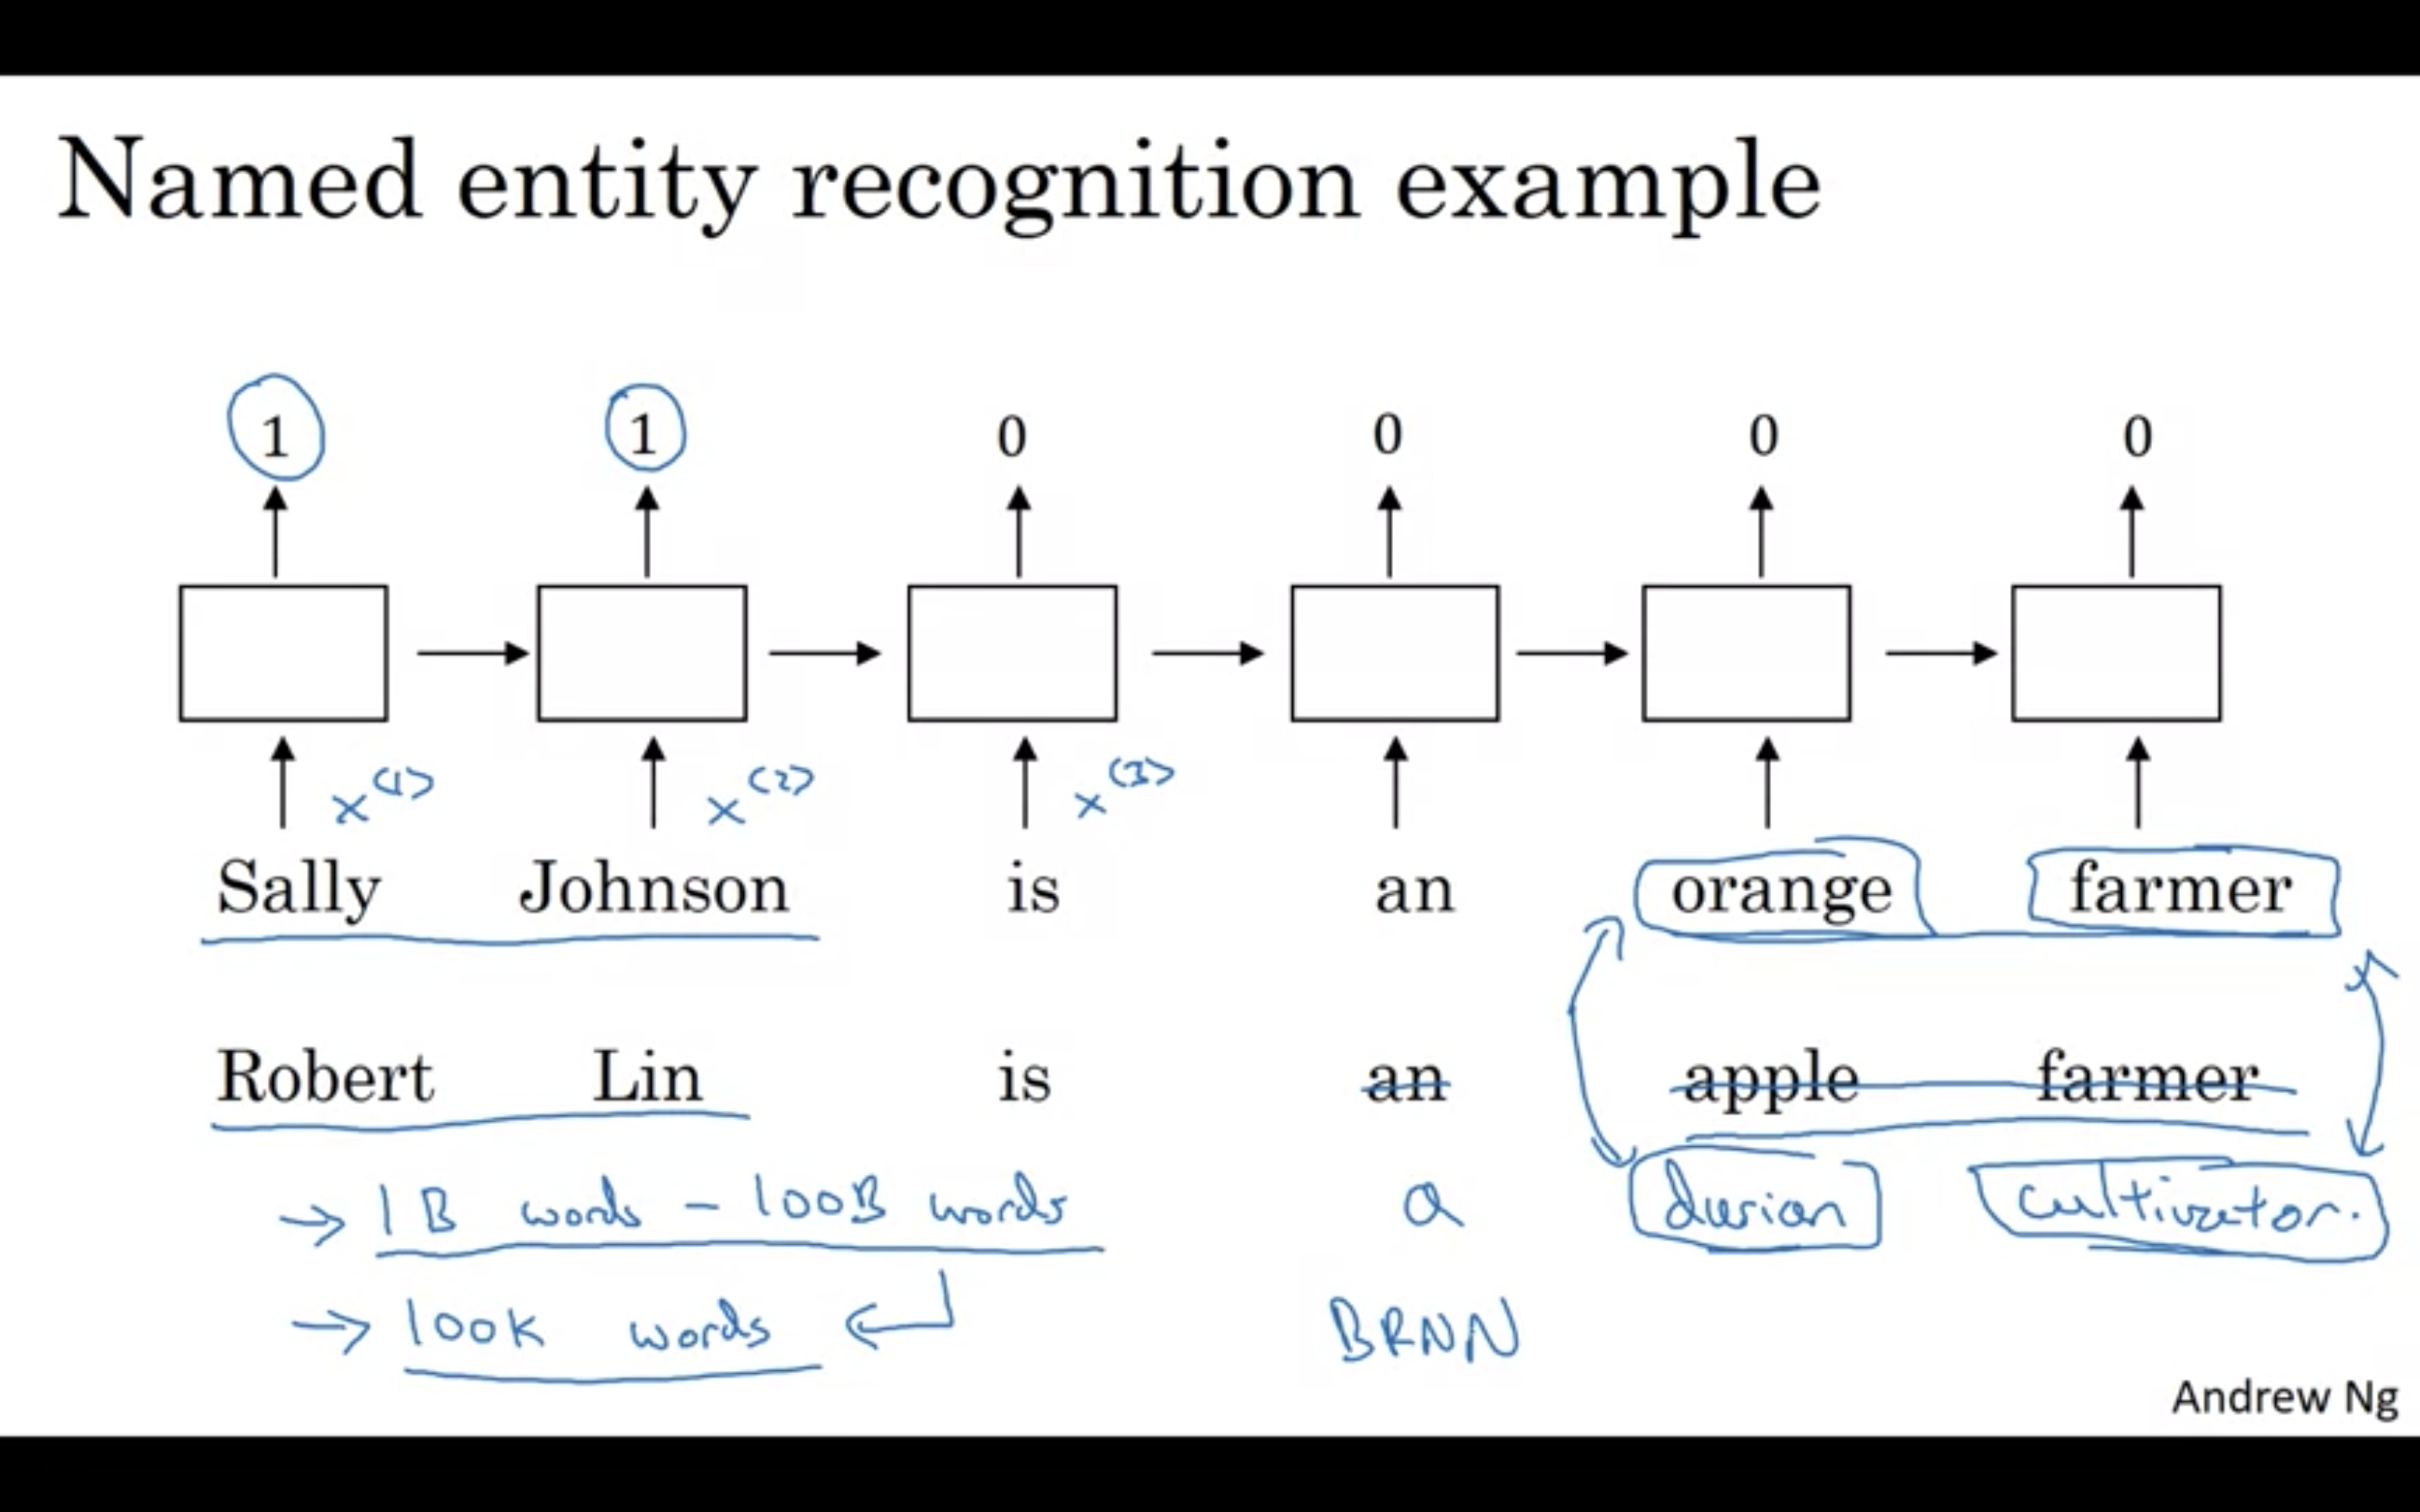 Named entity recognition example
1 1 0 0 0 0
x<1> x<2> x<3>
Sally Johnson is an orange farmer
Robert Lin is an apple farmer
→ 1B words - 100B words a durian cultivator.
→ 100k words BRNN
Andrew Ng